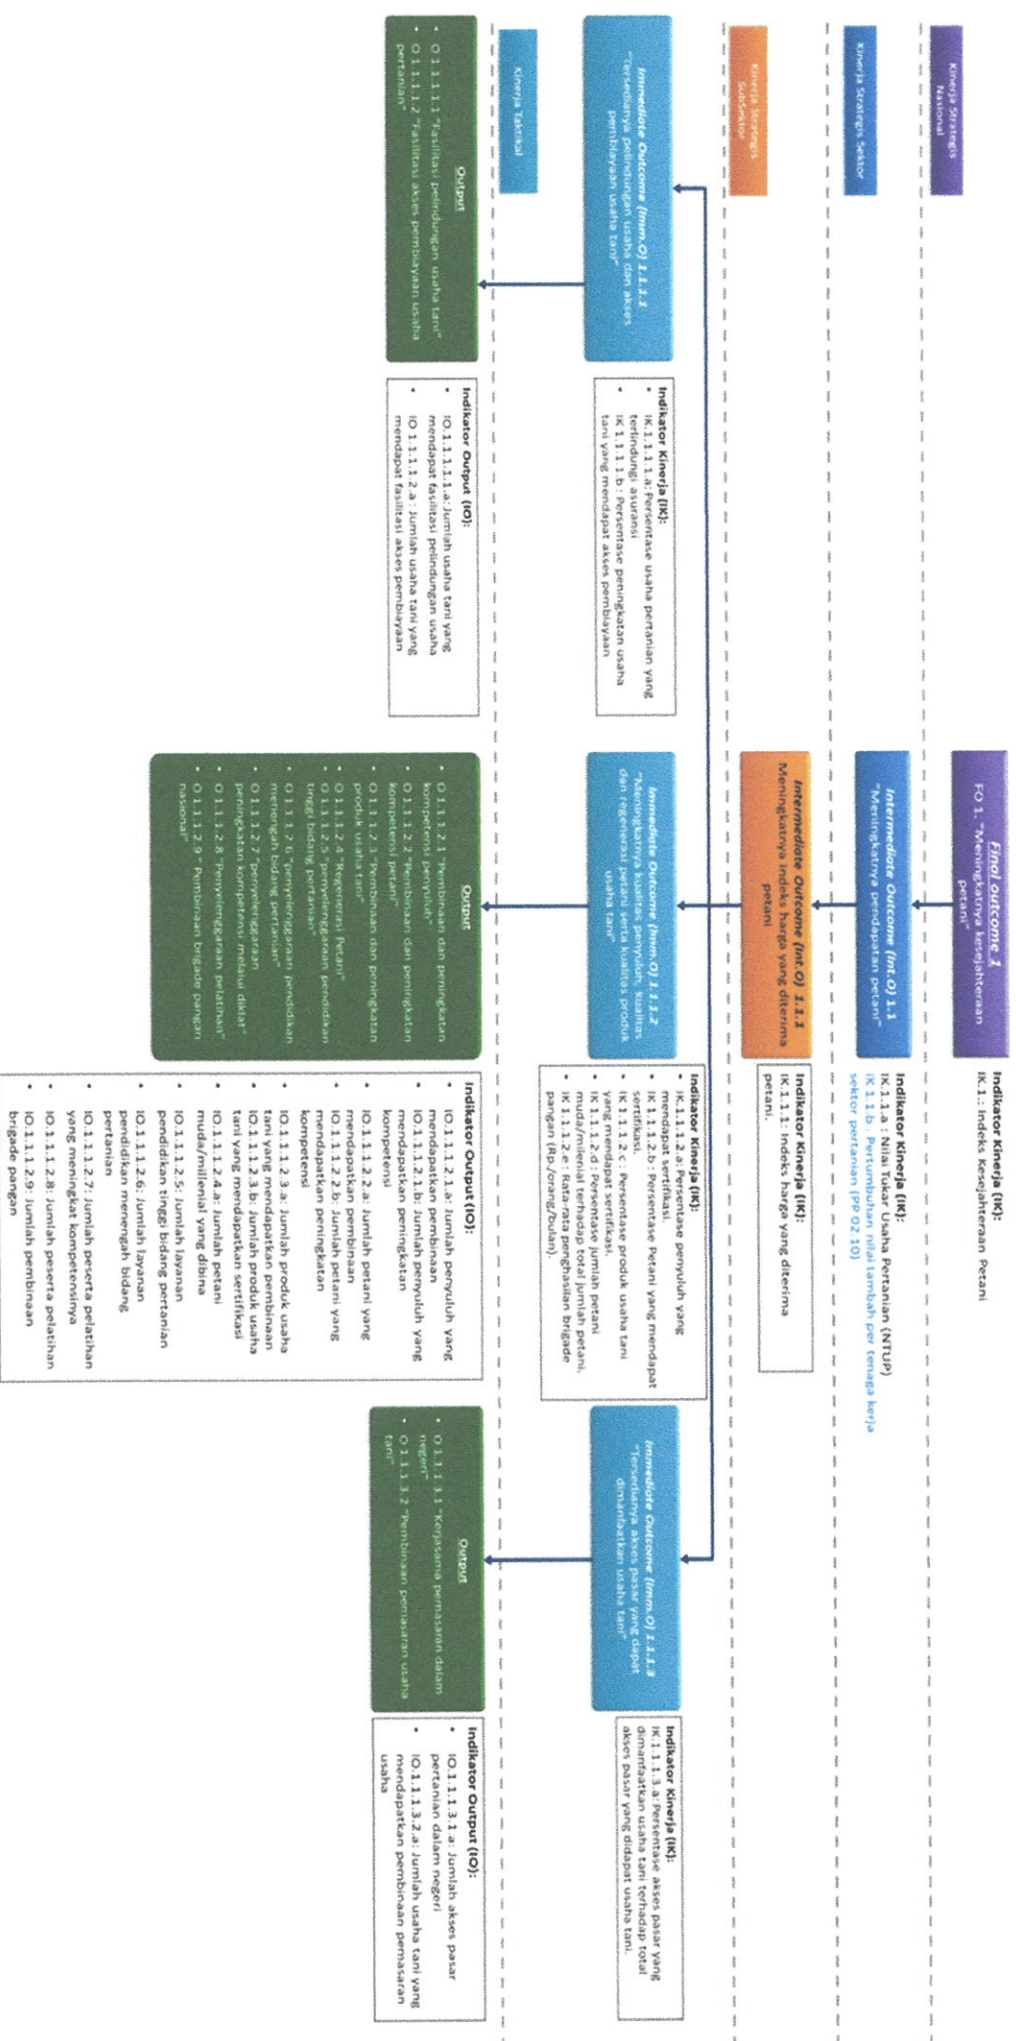 Kinerja Strategis
Nasional
Final outcome 1
FO 1. "Meningkatnya kesejahteraan
petani"
Indikator Kinerja (IK):
IK.1.: Indeks Kesejahteraan Petani
Kinerja Strategis Sektor
Intermediate Outcome (Int.O) 1.1
"Meningkatnya pendapatan petani"
Indikator Kinerja (IK):
IK.1.1.a : Nilai Tukar Usaha Pertanian (NTUP)
IK 1.1.b : Pertumbuhan nilai tambah per tenaga kerja
sektor pertanian (PP 02.10)
Kinerja Strategis
SubSektor
Intermediate Outcome (Int.O) 1.1.1
Meningkatnya indeks harga yang diterima
petani
Indikator Kinerja (IK):
IK.1.1.1: Indeks harga yang diterima
petani.
Immediate Outcome (Imm.O) 1.1.1.1
"Tersedianya pelindungan usaha dan akses
pembiayaan usaha tani"
Indikator Kinerja (IK):
• IK.1.1.1.1.a: Persentase usaha pertanian yang
terlindungi asuransi
• IK 1.1.1.1.b : Persentase peningkatan usaha
tani yang mendapat akses pembiayaan
Immediate Outcome (Imm.O) 1.1.1.2
"Meningkatnya kualitas penyuluh, kualitas
dan regenerasi petani serta kualitas produk
usaha tani"
Indikator Kinerja (IK):
• IK.1.1.1.2.a: Persentase penyuluh yang
mendapat sertifikasi.
• IK 1.1.1.2.b : Persentase Petani yang mendapat
sertifikasi.
• IK 1.1.1.2.c : Persentase produk usaha tani
yang mendapat sertifikasi.
• IK 1.1.1.2.d : Persentase jumlah petani
muda/milenial terhadap total jumlah petani.
• IK 1.1.1.2.e : Rata-rata penghasilan brigade
pangan (Rp./orang/bulan).
Immediate Outcome (Imm.O) 1.1.1.3
"Tersedianya akses pasar yang dapat
dimanfaatkan usaha tani"
Indikator Kinerja (IK):
IK.1.1.1.3.a: Persentase akses pasar yang
dimanfaatkan usaha tani terhadap total
akses pasar yang didapat usaha tani.
Kinerja Taktikal
Output
• O 1.1.1.1.1 "Fasilitasi pelindungan usaha tani"
• O 1.1.1.1.2 "Fasilitasi akses pembiayaan usaha
pertanian"
Indikator Output (IO):
• IO.1.1.1.1.1.a: Jumlah usaha tani yang
mendapat fasilitasi pelindungan usaha
• IO 1.1.1.1.2.a : Jumlah usaha tani yang
mendapat fasilitasi akses pembiayaan
Output
• O 1.1.1.2.1 "Pembinaan dan peningkatan
kompetensi penyuluh"
• O 1.1.1.2.2 "Pembinaan dan peningkatan
kompetensi petani"
• O 1.1.1.2.3 "Pembinaan dan peningkatan
produk usaha tani"
• O 1.1.1.2.4 "Regenerasi Petani"
• O 1.1.1.2.5 "penyelenggaraan pendidikan
tinggi bidang pertanian"
• O 1.1.1.2.6 "penyelenggaraan pendidikan
menengah bidang pertanian"
• O 1.1.1.2.7 "penyelenggaraan
peningkatan kompetensi melalui diklat"
• O 1.1.1.2.8 "Penyelenggaraan pelatihan"
• O 1.1.1.2.9 "Pembinaan brigade pangan
nasional"
Indikator Output (IO):
• IO.1.1.1.2.1.a: Jumlah penyuluh yang
mendapatkan pembinaan
• IO.1.1.1.2.1.b: Jumlah penyuluh yang
mendapatkan peningkatan
kompetensi
• IO.1.1.1.2.2.a: Jumlah petani yang
mendapatkan pembinaan
• IO.1.1.1.2.2.b: Jumlah petani yang
mendapatkan peningkatan
kompetensi
• IO.1.1.1.2.3.a: Jumlah produk usaha
tani yang mendapatkan pembinaan
• IO.1.1.1.2.3.b: Jumlah produk usaha
tani yang mendapatkan sertifikasi
• IO.1.1.1.2.4.a: Jumlah petani
muda/millenial yang dibina
• IO.1.1.1.2.5: Jumlah layanan
pendidikan tinggi bidang pertanian
• IO.1.1.1.2.6: Jumlah layanan
pendidikan menengah bidang
pertanian
• IO.1.1.1.2.7: Jumlah peserta pelatihan
yang meningkat kompetensinya
• IO.1.1.1.2.8: Jumlah peserta pelatihan
• IO.1.1.1.2.9: Jumlah pembinaan
brigade pangan
Output
• O 1.1.1.3.1 "Kerjasama pemasaran dalam
negeri"
• O 1.1.1.3.2 "Pembinaan pemasaran usaha
tani"
Indikator Output (IO):
• IO.1.1.1.3.1.a: Jumlah akses pasar
pertanian dalam negeri
• IO.1.1.1.3.2.a: Jumlah usaha tani yang
mendapatkan pembinaan pemasaran
usaha